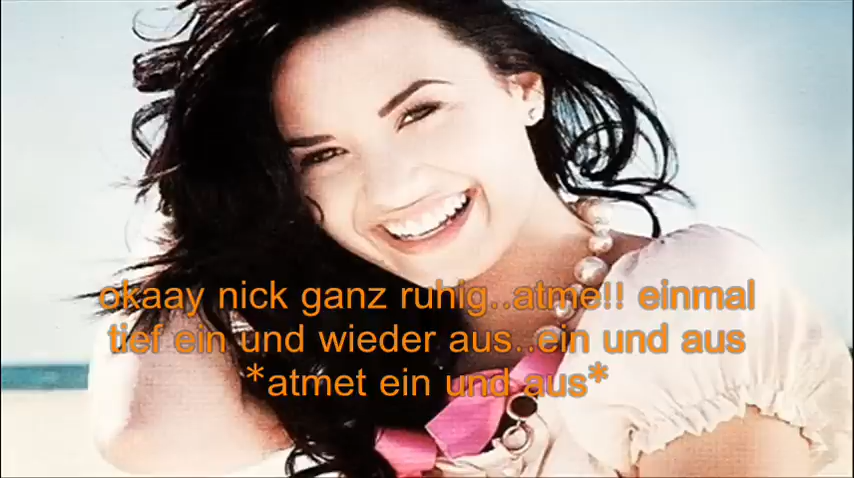 okaay nick ganz ruhig..atme!! einmal
tief ein und wieder aus..ein und aus
*atmet ein und aus*